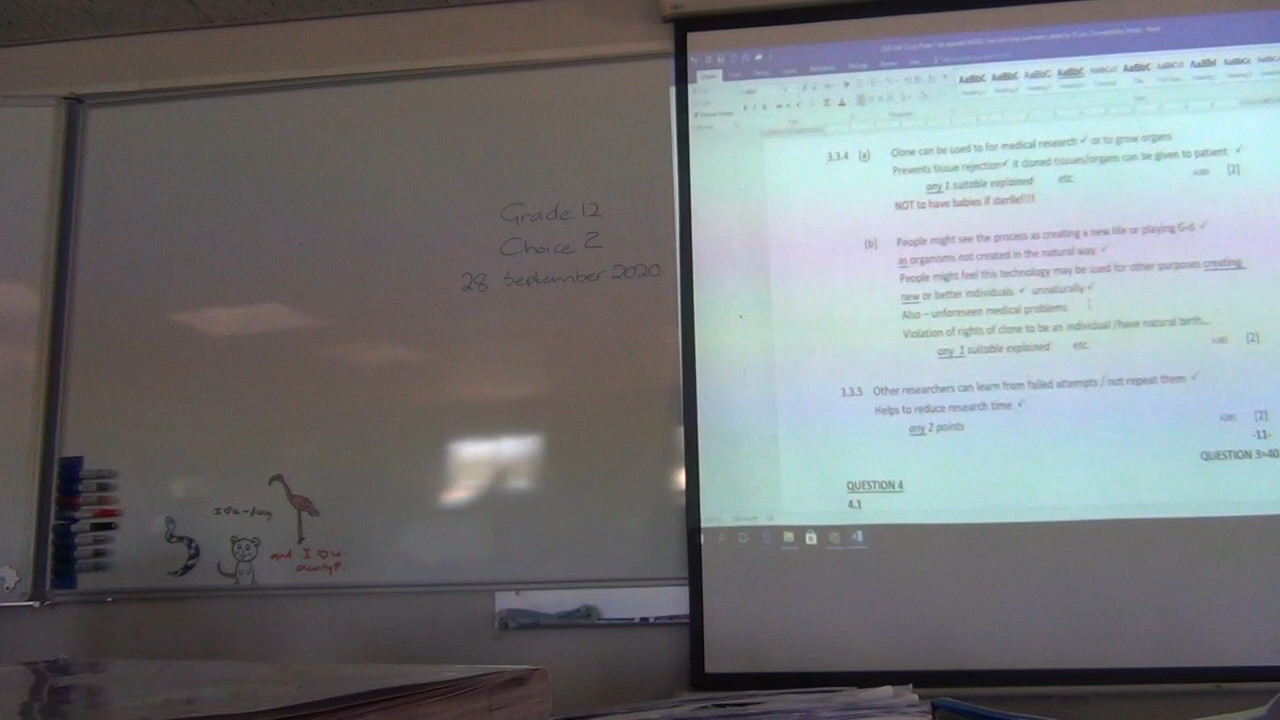 Grade 12
Choice 2
28 September 2020
and I ♡ u
3.3.4 (a) Clone can be used to for medical research ✓ or to grow organs
Prevents tissue rejection ✓ it cloned tissues/organs can be given to patient ✓
any 1 suitable explained etc. [2]
NOT to have babies if sterile!!!!
(b) People might see the process as creating a new life or playing G-d ✓
as organisms not created in the natural way ✓
People might feel this technology may be used for other purposes creating
new or better individuals ✓ unnaturally ✓
Also – unforeseen medical problems
Violation of rights of clone to be an individual /have natural birth...
any 1 suitable explained etc. [2]
3.3.5 Other researchers can learn from failed attempts / not repeat them ✓
Helps to reduce research time ✓
any 2 points [2]
-11-
QUESTION 3=40
QUESTION 4
4.1